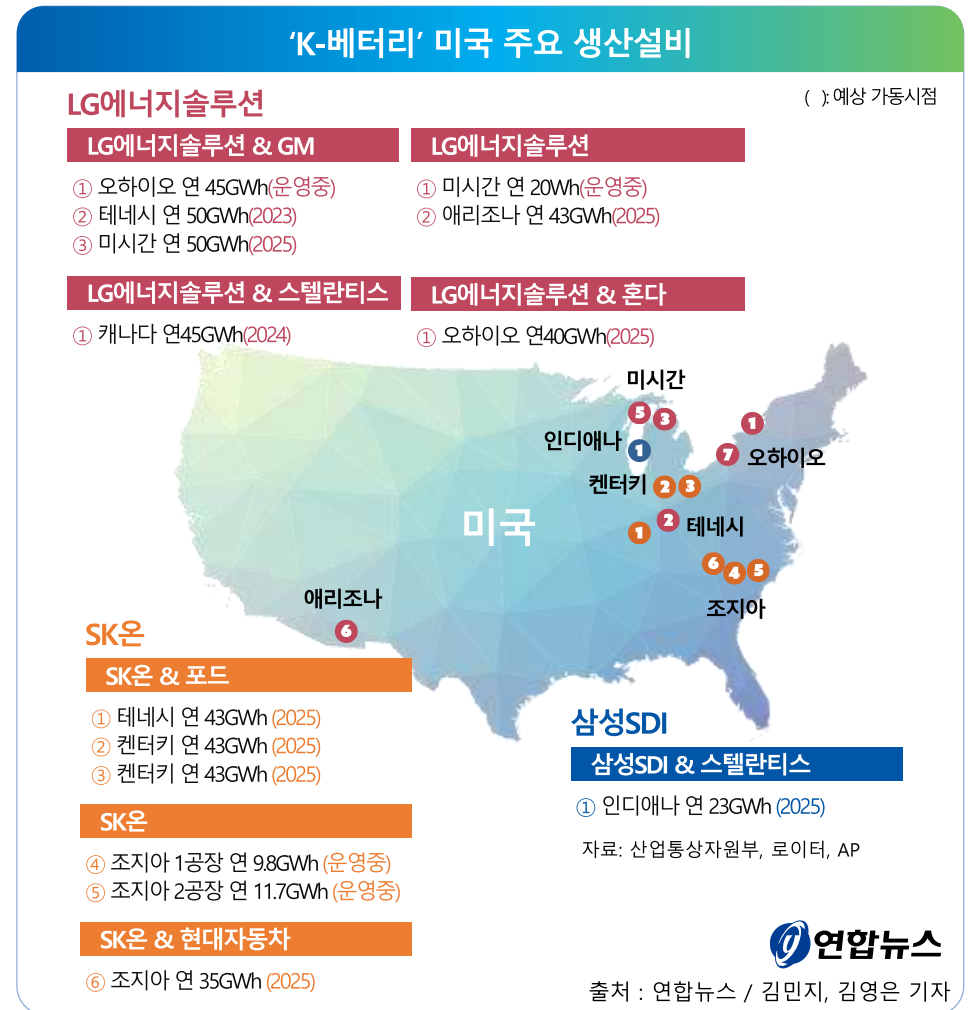 ‘K-베터리’ 미국 주요 생산설비
( ):예상 가동시점
LG에너지솔루션
LG에너지솔루션 & GM
① 오하이오 연 45GWh(운영중)
② 테네시 연 50GWh(2023)
③ 미시간 연 50GWh(2025)
LG에너지솔루션
① 미시간 연 20Wh(운영중)
② 애리조나 연 43GWh(2025)
LG에너지솔루션 & 스텔란티스
① 캐나다 연45GWh(2024)
LG에너지솔루션 & 혼다
① 오하이오 연40GWh(2025)
미시간
5 3
1
인디애나 1
7 오하이오
켄터키 2 3
미국
1 2 테네시
6 4 5
조지아
애리조나
6
SK온
SK온 & 포드
① 테네시 연 43GWh (2025)
② 켄터키 연 43GWh (2025)
③ 켄터키 연 43GWh (2025)
SK온
④ 조지아 1공장 연 9.8GWh (운영중)
⑤ 조지아 2공장 연 11.7GWh (운영중)
SK온 & 현대자동차
⑥ 조지아 연 35GWh (2025)
삼성SDI
삼성SDI & 스텔란티스
① 인디애나 연 23GWh (2025)
자료: 산업통상자원부, 로이터, AP
연합뉴스
출처 : 연합뉴스 / 김민지, 김영은 기자